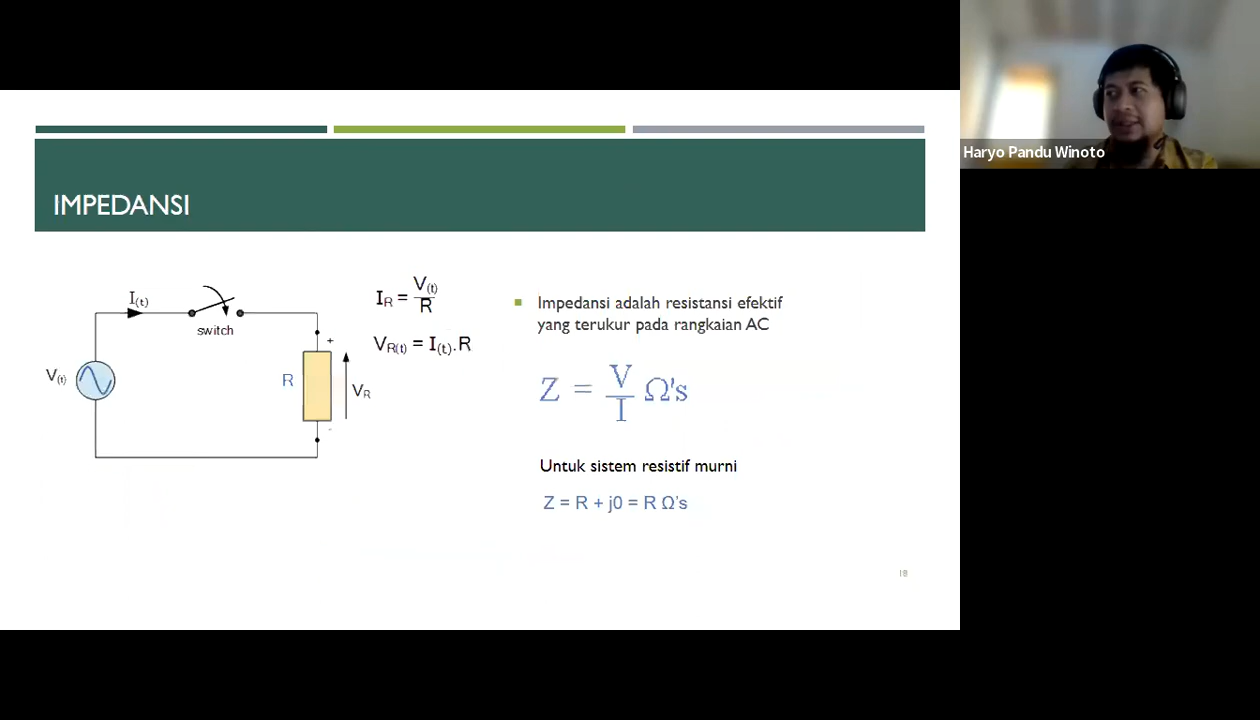 IMPEDANSI
I(t)
switch
V(t)
R
+
VR
-
IR = V(t)/R
VR(t) = I(t).R
Impedansi adalah resistansi efektif
yang terukur pada rangkaian AC
Z = V/I Ω's
Untuk sistem resistif murni
Z = R + j0 = R Ω's
18
Haryo Pandu Winoto